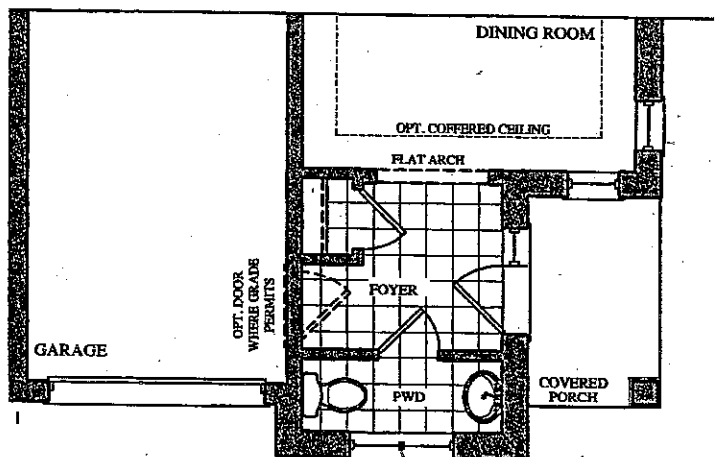 DINING ROOM
OPT. COFFERED CEILING
FLAT ARCH
OPT. DOOR
WHERE GRADE
PERMITS
FOYER
GARAGE
PWD
COVERED
PORCH